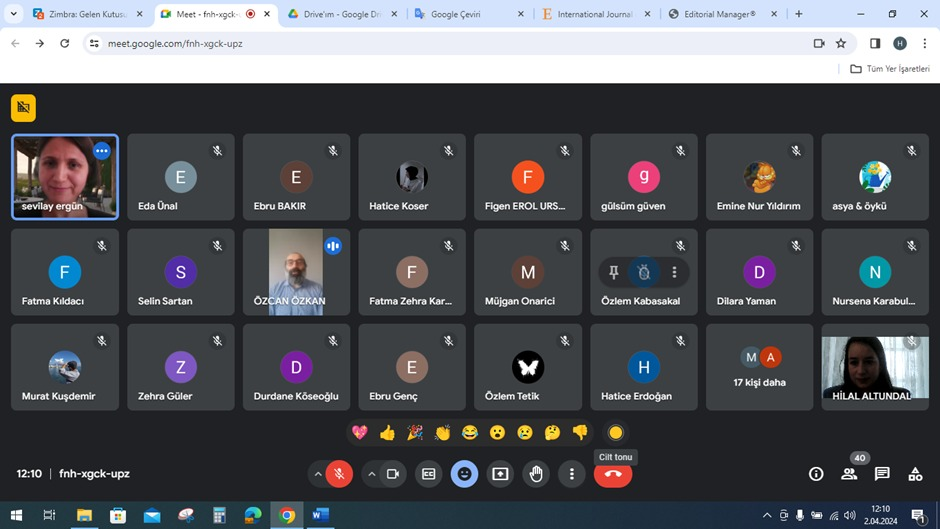 Zimbra: Gelen Kutusu
Meet - fnh-xgck-
Drive'ım - Google Dri
Google Çeviri
International Journal
Editorial Manager®
meet.google.com/fnh-xgck-upz
H
Tüm Yer İşaretleri
sevilay ergün
E
Eda Ünal
E
Ebru BAKIR
Hatice Koser
F
Figen EROL URS...
g
gülsüm güven
Emine Nur Yıldırım
asya & öykü
F
Fatma Kıldacı
S
Selin Sartan
ÖZCAN ÖZKAN
F
Fatma Zehra Kar...
M
Müjgan Onarici
Özlem Kabasakal
D
Dilara Yaman
N
Nursena Karabul...
Murat Kuşdemir
Z
Zehra Güler
D
Durdane Köseoğlu
E
Ebru Genç
Özlem Tetik
H
Hatice Erdoğan
M A
17 kişi daha
HİLAL ALTUNDAL
Cilt tonu
12:10 | fnh-xgck-upz
40
12:10
2.04.2024
1